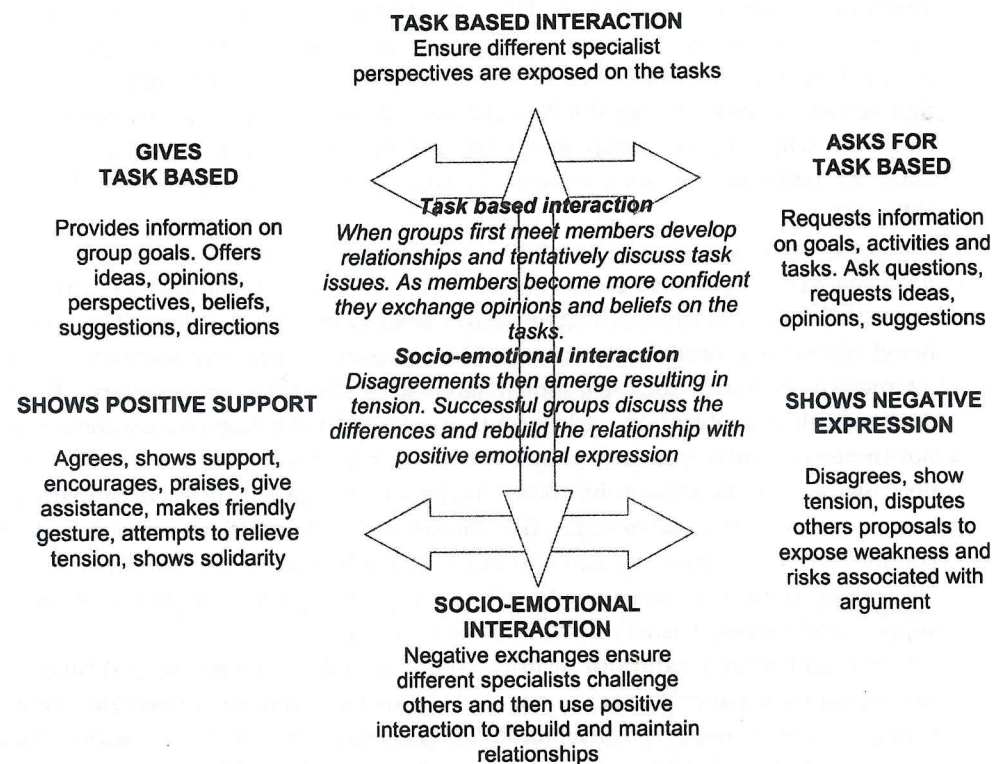 TASK BASED INTERACTION
Ensure different specialist
perspectives are exposed on the tasks
GIVES
TASK BASED
Provides information on
group goals. Offers
ideas, opinions,
perspectives, beliefs,
suggestions, directions
ASKS FOR
TASK BASED
Requests information
on goals, activities and
tasks. Ask questions,
requests ideas,
opinions, suggestions
Task based interaction
When groups first meet members develop
relationships and tentatively discuss task
issues. As members become more confident
they exchange opinions and beliefs on the
tasks.
Socio-emotional interaction
Disagreements then emerge resulting in
tension. Successful groups discuss the
differences and rebuild the relationship with
positive emotional expression
SHOWS POSITIVE SUPPORT
Agrees, shows support,
encourages, praises, give
assistance, makes friendly
gesture, attempts to relieve
tension, shows solidarity
SHOWS NEGATIVE
EXPRESSION
Disagrees, show
tension, disputes
others proposals to
expose weakness and
risks associated with
argument
SOCIO-EMOTIONAL
INTERACTION
Negative exchanges ensure
different specialists challenge
others and then use positive
interaction to rebuild and maintain
relationships